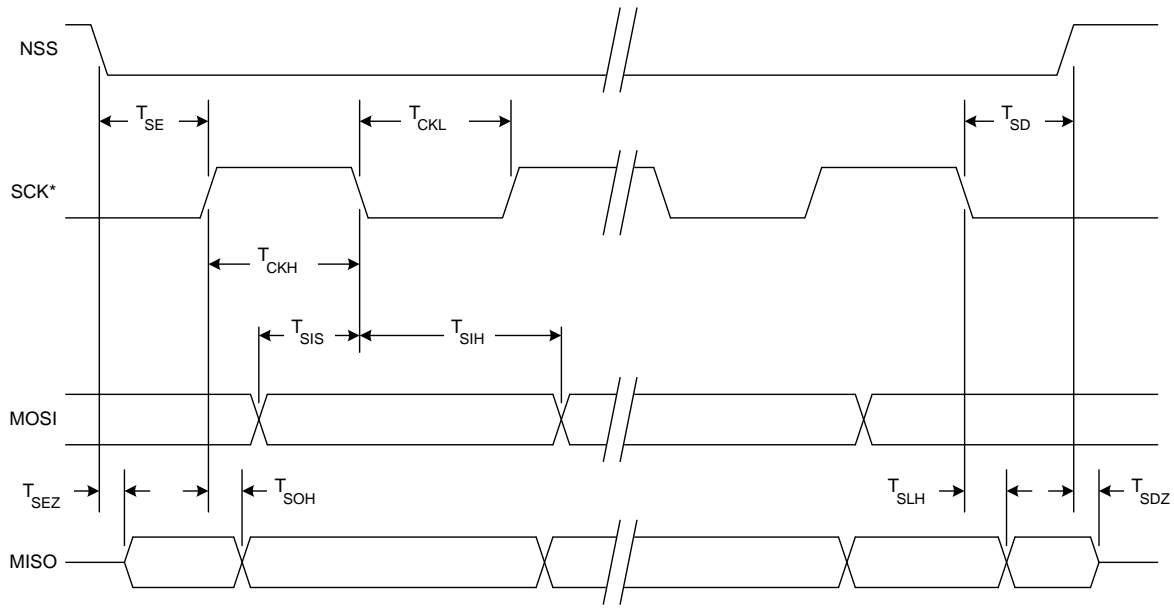 NSS
T_SE
T_CKL
T_SD
SCK*
T_CKH
T_SIS
T_SIH
MOSI
T_SEZ
T_SOH
T_SLH
T_SDZ
MISO